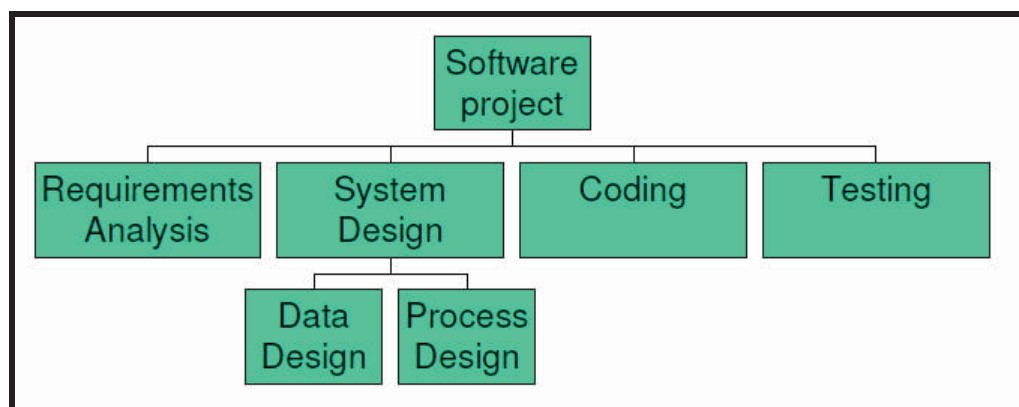 Software
project
Requirements
Analysis
System
Design
Coding
Testing
Data
Design
Process
Design